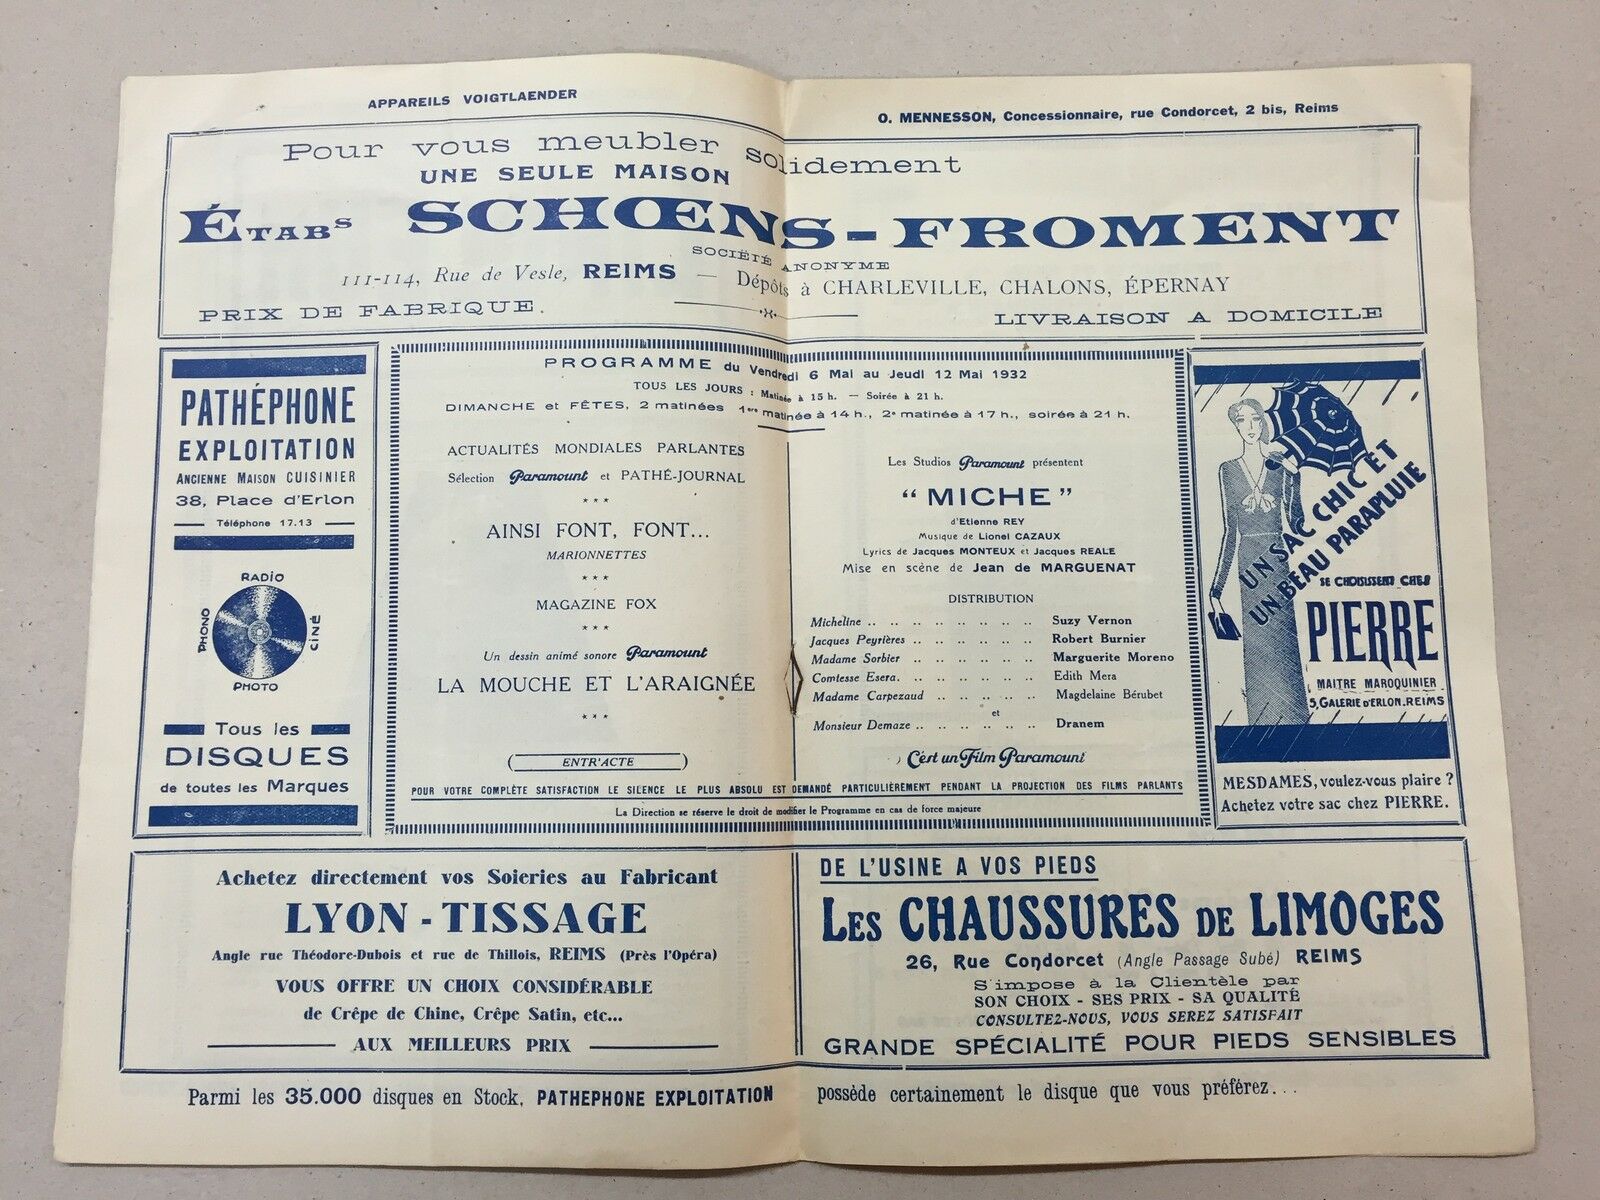 APPAREILS VOIGTLAENDER
O. MENNESSON, Concessionnaire, rue Condorcet, 2 bis, Reims
Pour vous meubler solidement
UNE SEULE MAISON
ÉTABs SCHŒNS-FROMENT
SOCIÉTÉ ANONYME
111-114, Rue de Vesle, REIMS — Dépôts à CHARLEVILLE, CHALONS, ÉPERNAY
PRIX DE FABRIQUE.
LIVRAISON A DOMICILE
PATHÉPHONE
EXPLOITATION
ANCIENNE MAISON CUISINIER
38, Place d'Erlon
Téléphone 17.13
RADIO
PHONO
CINÉ
PHOTO
Tous les
DISQUES
de toutes les Marques
PROGRAMME du Vendredi 6 Mai au Jeudi 12 Mai 1932
TOUS LES JOURS : Matinée à 15 h. — Soirée à 21 h.
DIMANCHE et FÊTES, 2 matinées 1ere matinée à 14 h., 2e matinée à 17 h., soirée à 21 h.
ACTUALITÉS MONDIALES PARLANTES
Sélection Paramount et PATHÉ-JOURNAL
* * *
AINSI FONT, FONT...
MARIONNETTES
* * *
MAGAZINE FOX
* * *
Un dessin animé sonore Paramount
LA MOUCHE ET L'ARAIGNÉE
* * *
ENTR'ACTE
Les Studios Paramount présentent
“ MICHE ”
d'Etienne REY
Musique de Lionel CAZAUX
Lyrics de Jacques MONTEUX et Jacques REALE
Mise en scène de Jean de MARGUENAT
DISTRIBUTION
Micheline .. .. .. .. .. .. .. .. Suzy Vernon
Jacques Peyrières .. .. .. .. .. .. Robert Burnier
Madame Sorbier .. .. .. .. .. .. Marguerite Moreno
Comtesse Esera. .. .. .. .. .. .. Edith Mera
Madame Carpezaud .. .. .. .. .. Magdelaine Bérubet
et
Monsieur Demaze .. .. .. .. .. .. Dranem
C'est un Film Paramount
POUR VOTRE COMPLÈTE SATISFACTION LE SILENCE LE PLUS ABSOLU EST DEMANDÉ PARTICULIÈREMENT PENDANT LA PROJECTION DES FILMS PARLANTS
La Direction se réserve le droit de modifier le Programme en cas de force majeure
UN SAC CHIC ET
UN BEAU PARAPLUIE
SE CHOISISSENT CHEZ
PIERRE
MAITRE MAROQUINIER
5, GALERIE D'ERLON. REIMS
MESDAMES, voulez-vous plaire ?
Achetez votre sac chez PIERRE.
Achetez directement vos Soieries au Fabricant
LYON - TISSAGE
Angle rue Théodore-Dubois et rue de Thillois, REIMS (Près l'Opéra)
VOUS OFFRE UN CHOIX CONSIDÉRABLE
de Crêpe de Chine, Crêpe Satin, etc...
AUX MEILLEURS PRIX
DE L'USINE A VOS PIEDS
LES CHAUSSURES DE LIMOGES
26, Rue Condorcet (Angle Passage Subé) REIMS
S'impose à la Clientèle par
SON CHOIX - SES PRIX - SA QUALITÉ
CONSULTEZ-NOUS, VOUS SEREZ SATISFAIT
GRANDE SPÉCIALITÉ POUR PIEDS SENSIBLES
Parmi les 35.000 disques en Stock, PATHEPHONE EXPLOITATION possède certainement le disque que vous préférez...